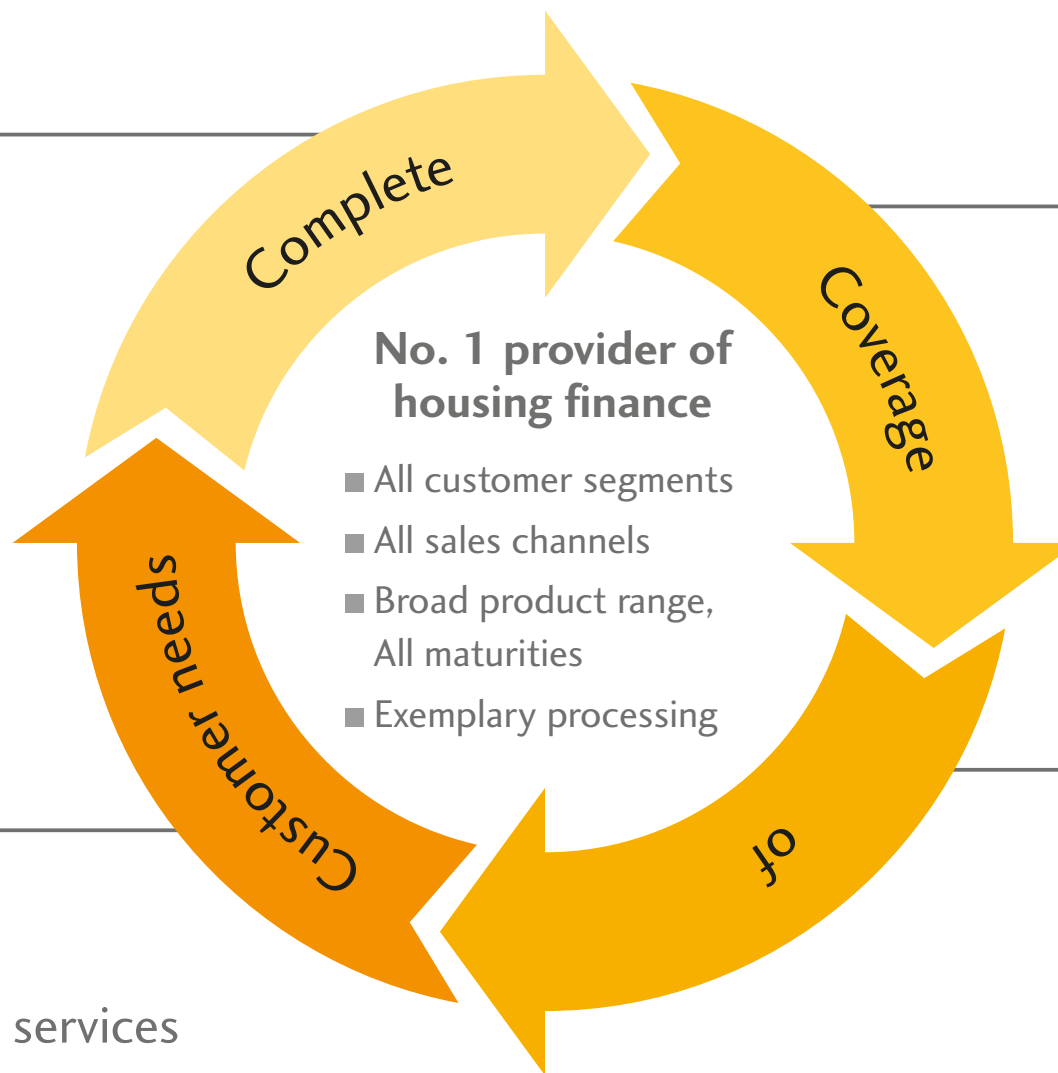 Complete
Coverage
of
Customer needs
No. 1 provider of
housing finance
■ All customer segments
■ All sales channels
■ Broad product range,
All maturities
■ Exemplary processing
services